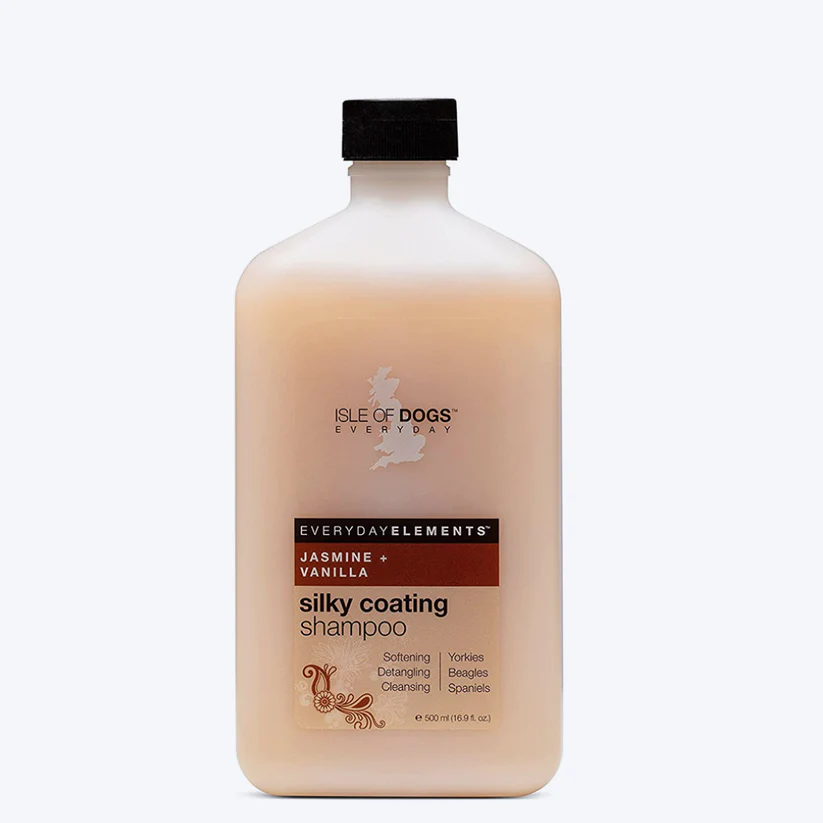 ISLE OF DOGS™
EVERYDAY
EVERYDAYELEMENTS™
JASMINE +
VANILLA
silky coating
shampoo
Softening
Detangling
Cleansing
Yorkies
Beagles
Spaniels
℮ 500 ml (16.9 fl. oz.)